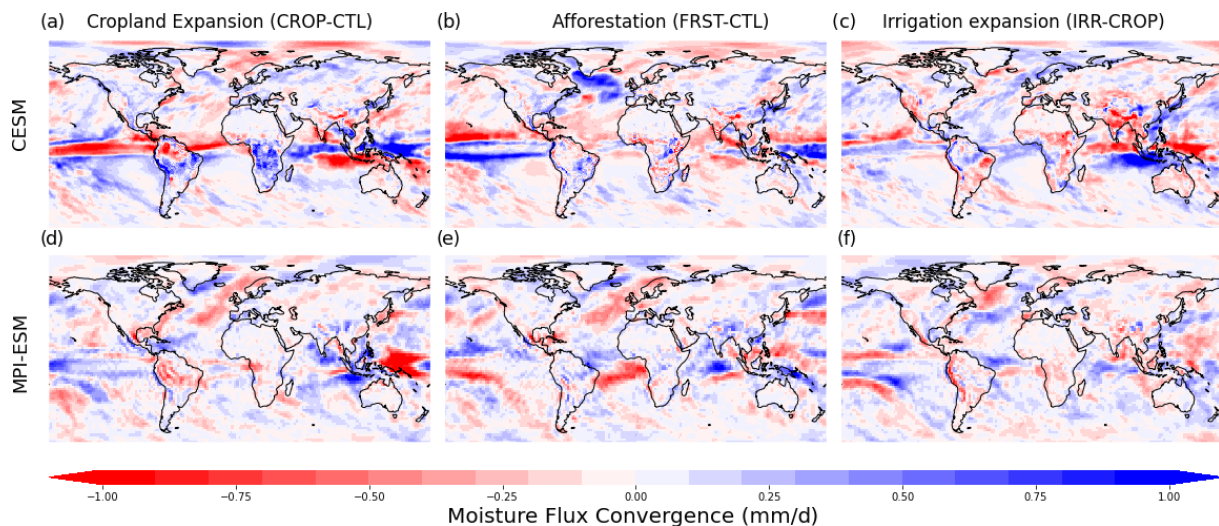 (a) Cropland Expansion (CROP-CTL)
(b) Afforestation (FRST-CTL)
(c) Irrigation expansion (IRR-CROP)
CESM
(d)
(e)
(f)
MPI-ESM
−1.00 −0.75 −0.50 −0.25 0.00 0.25 0.50 0.75 1.00
Moisture Flux Convergence (mm/d)